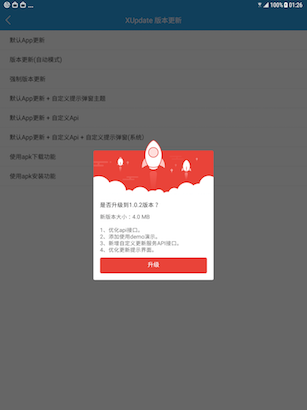 01:26
XUpdate 版本更新
默认App更新
版本更新(自动模式)
强制版本更新
默认App更新 + 自定义提示弹窗主题
默认App更新 + 自定义Api
默认App更新 + 自定义Api + 自定义提示弹窗(系统)
使用apk下载功能
使用apk安装功能
是否升级到1.0.2版本？
新版本大小：4.0 MB
1、优化api接口。
2、添加使用demo演示。
3、新增自定义更新服务API接口。
4、优化更新提示界面。
升级